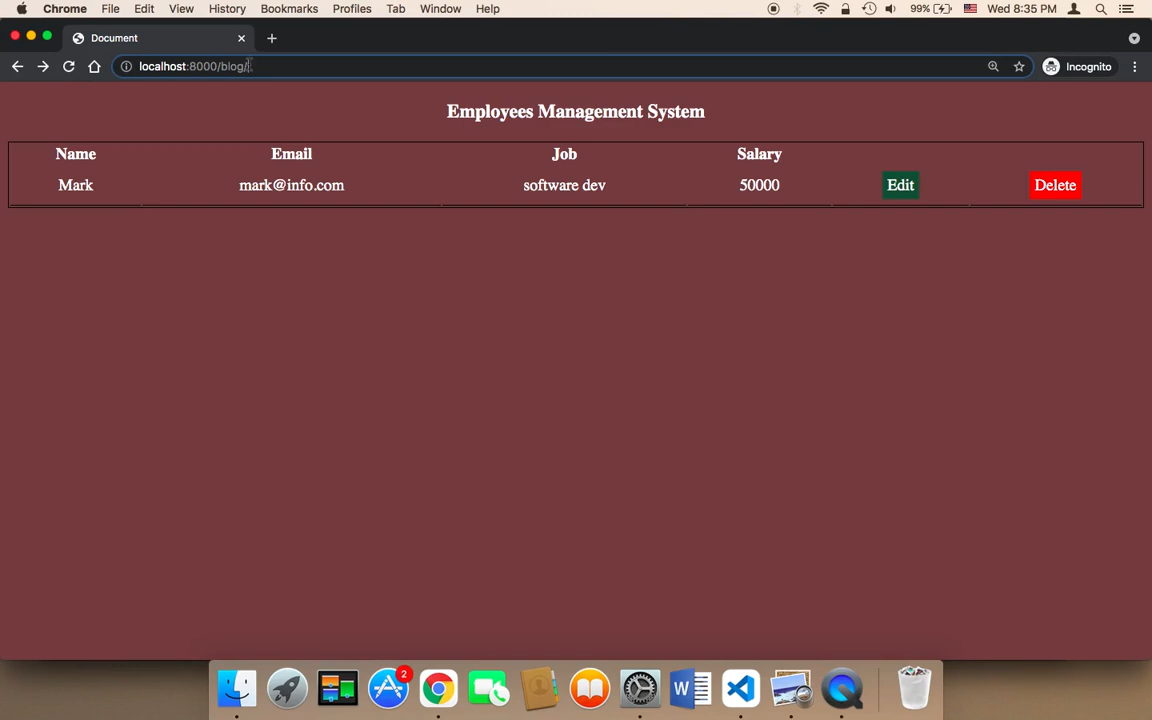 Chrome File Edit View History Bookmarks Profiles Tab Window Help 99% Wed 8:35 PM
Document
localhost:8000/blog/ Incognito
Employees Management System
Name Email Job Salary
Mark mark@info.com software dev 50000 Edit Delete
2
W